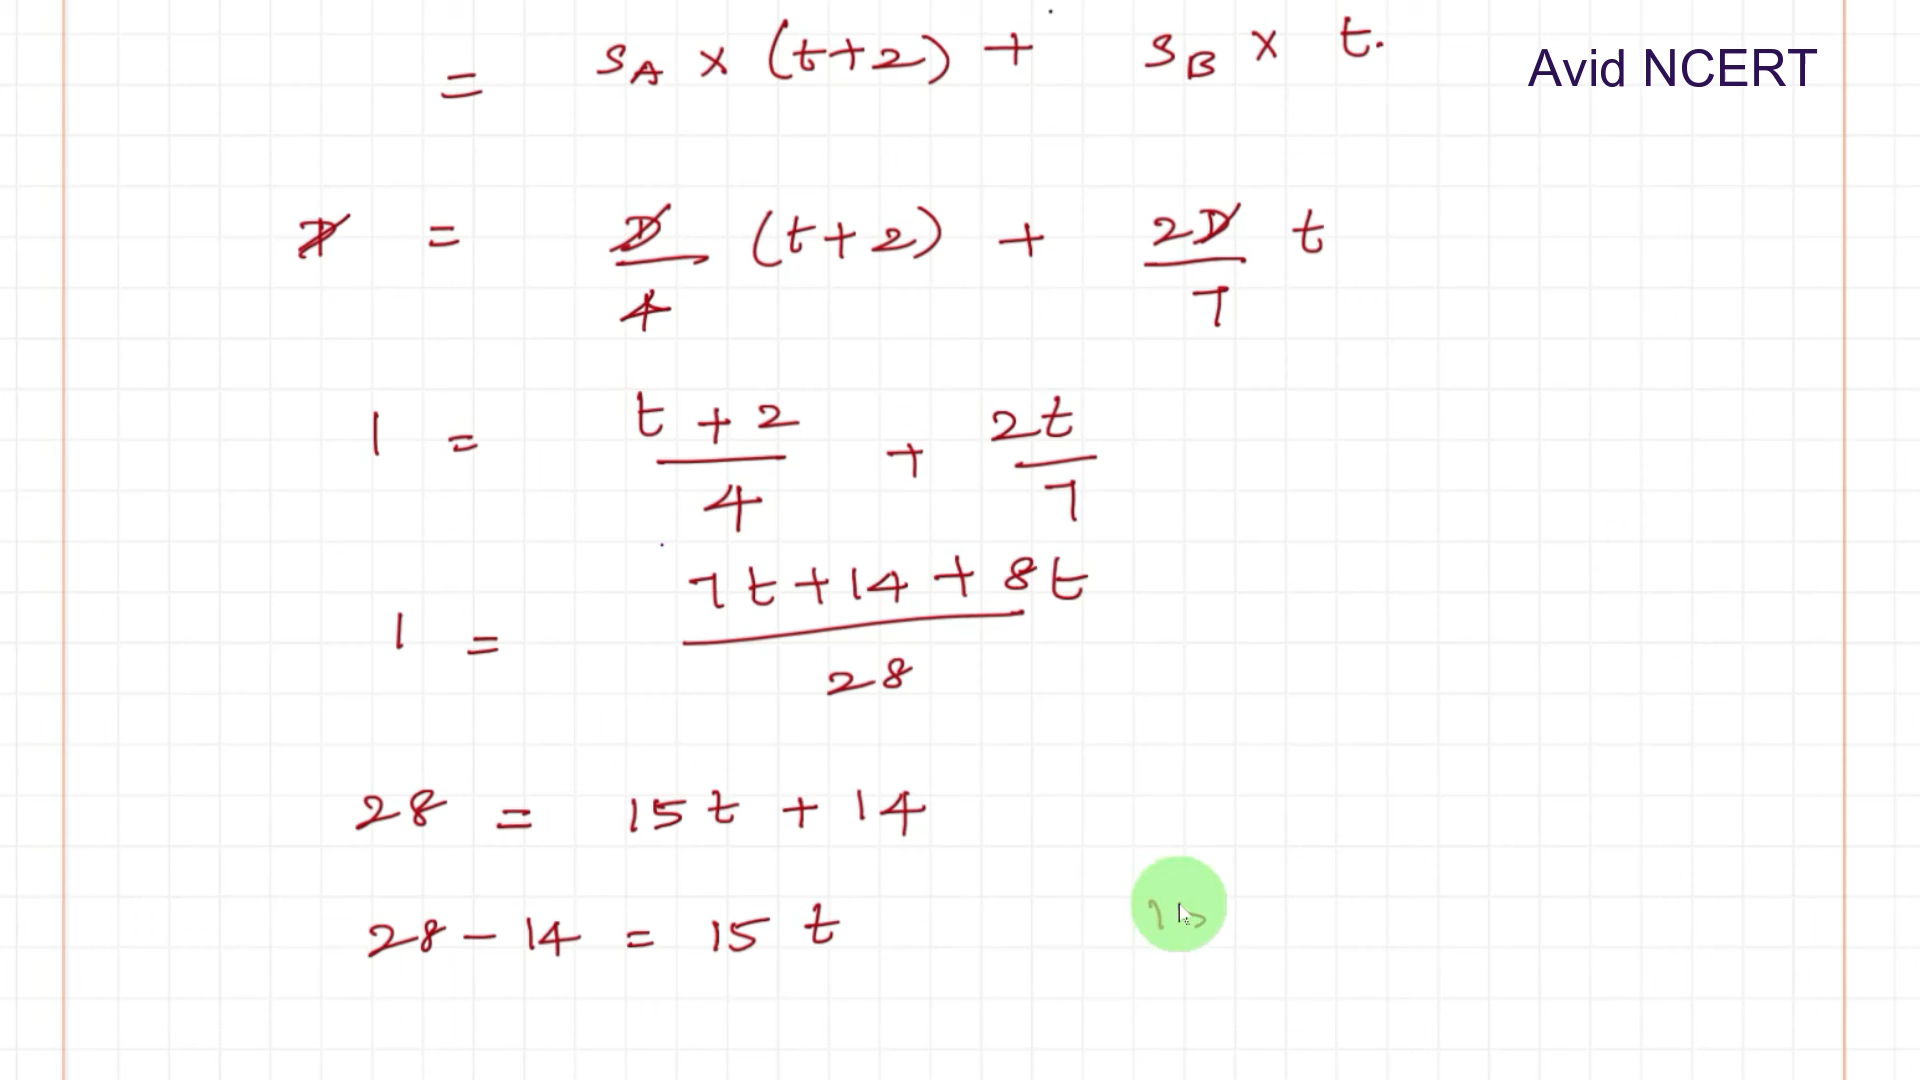 = S_A × (t+2) + S_B × t.
Avid NCERT
D = D/4 (t+2) + 2D/7 t
1 = t+2/4 + 2t/7
1 = 7t+14+8t/28
28 = 15t + 14
28-14 = 15 t